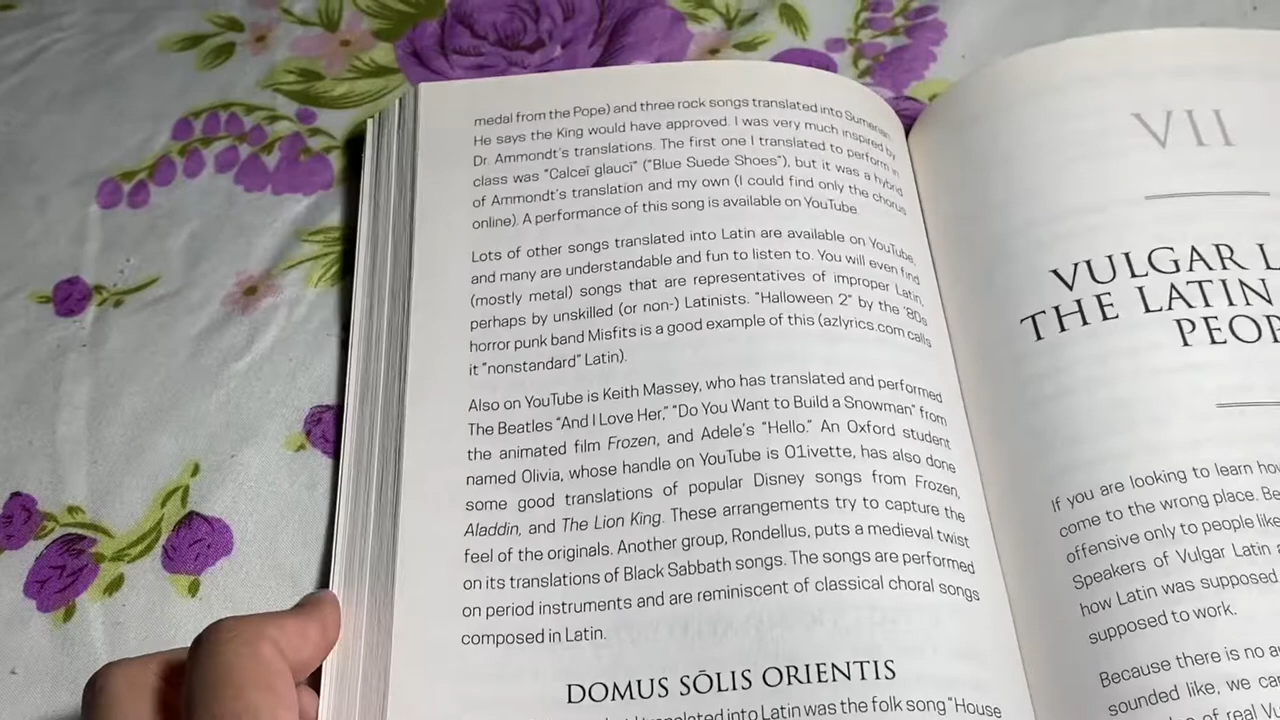 medal from the Pope) and three rock songs translated into Sumerian.
He says the King would have approved. I was very much inspired by
Dr. Ammondt's translations. The first one I translated to perform in
class was "Calceī glaucī" ("Blue Suede Shoes"), but it was a hybrid
of Ammondt's translation and my own (I could find only the chorus
online). A performance of this song is available on YouTube.
Lots of other songs translated into Latin are available on YouTube,
and many are understandable and fun to listen to. You will even find
(mostly metal) songs that are representatives of improper Latin,
perhaps by unskilled (or non-) Latinists. "Halloween 2" by the '80s
horror punk band Misfits is a good example of this (azlyrics.com calls
it "nonstandard" Latin).
Also on YouTube is Keith Massey, who has translated and performed
The Beatles "And I Love Her," "Do You Want to Build a Snowman" from
the animated film Frozen, and Adele's "Hello." An Oxford student
named Olivia, whose handle on YouTube is O1ivette, has also done
some good translations of popular Disney songs from Frozen,
Aladdin, and The Lion King. These arrangements try to capture the
feel of the originals. Another group, Rondellus, puts a medieval twist
on its translations of Black Sabbath songs. The songs are performed
on period instruments and are reminiscent of classical choral songs
composed in Latin.
DOMUS SŌLIS ORIENTIS
translated into Latin was the folk song "House
VII
VULGAR
THE LATIN
If you are looking to learn
come to the wrong place.
offensive only to people like
Speakers of Vulgar Latin
how Latin was supposed
supposed to work.
Because there is no
sounded like, we
of real